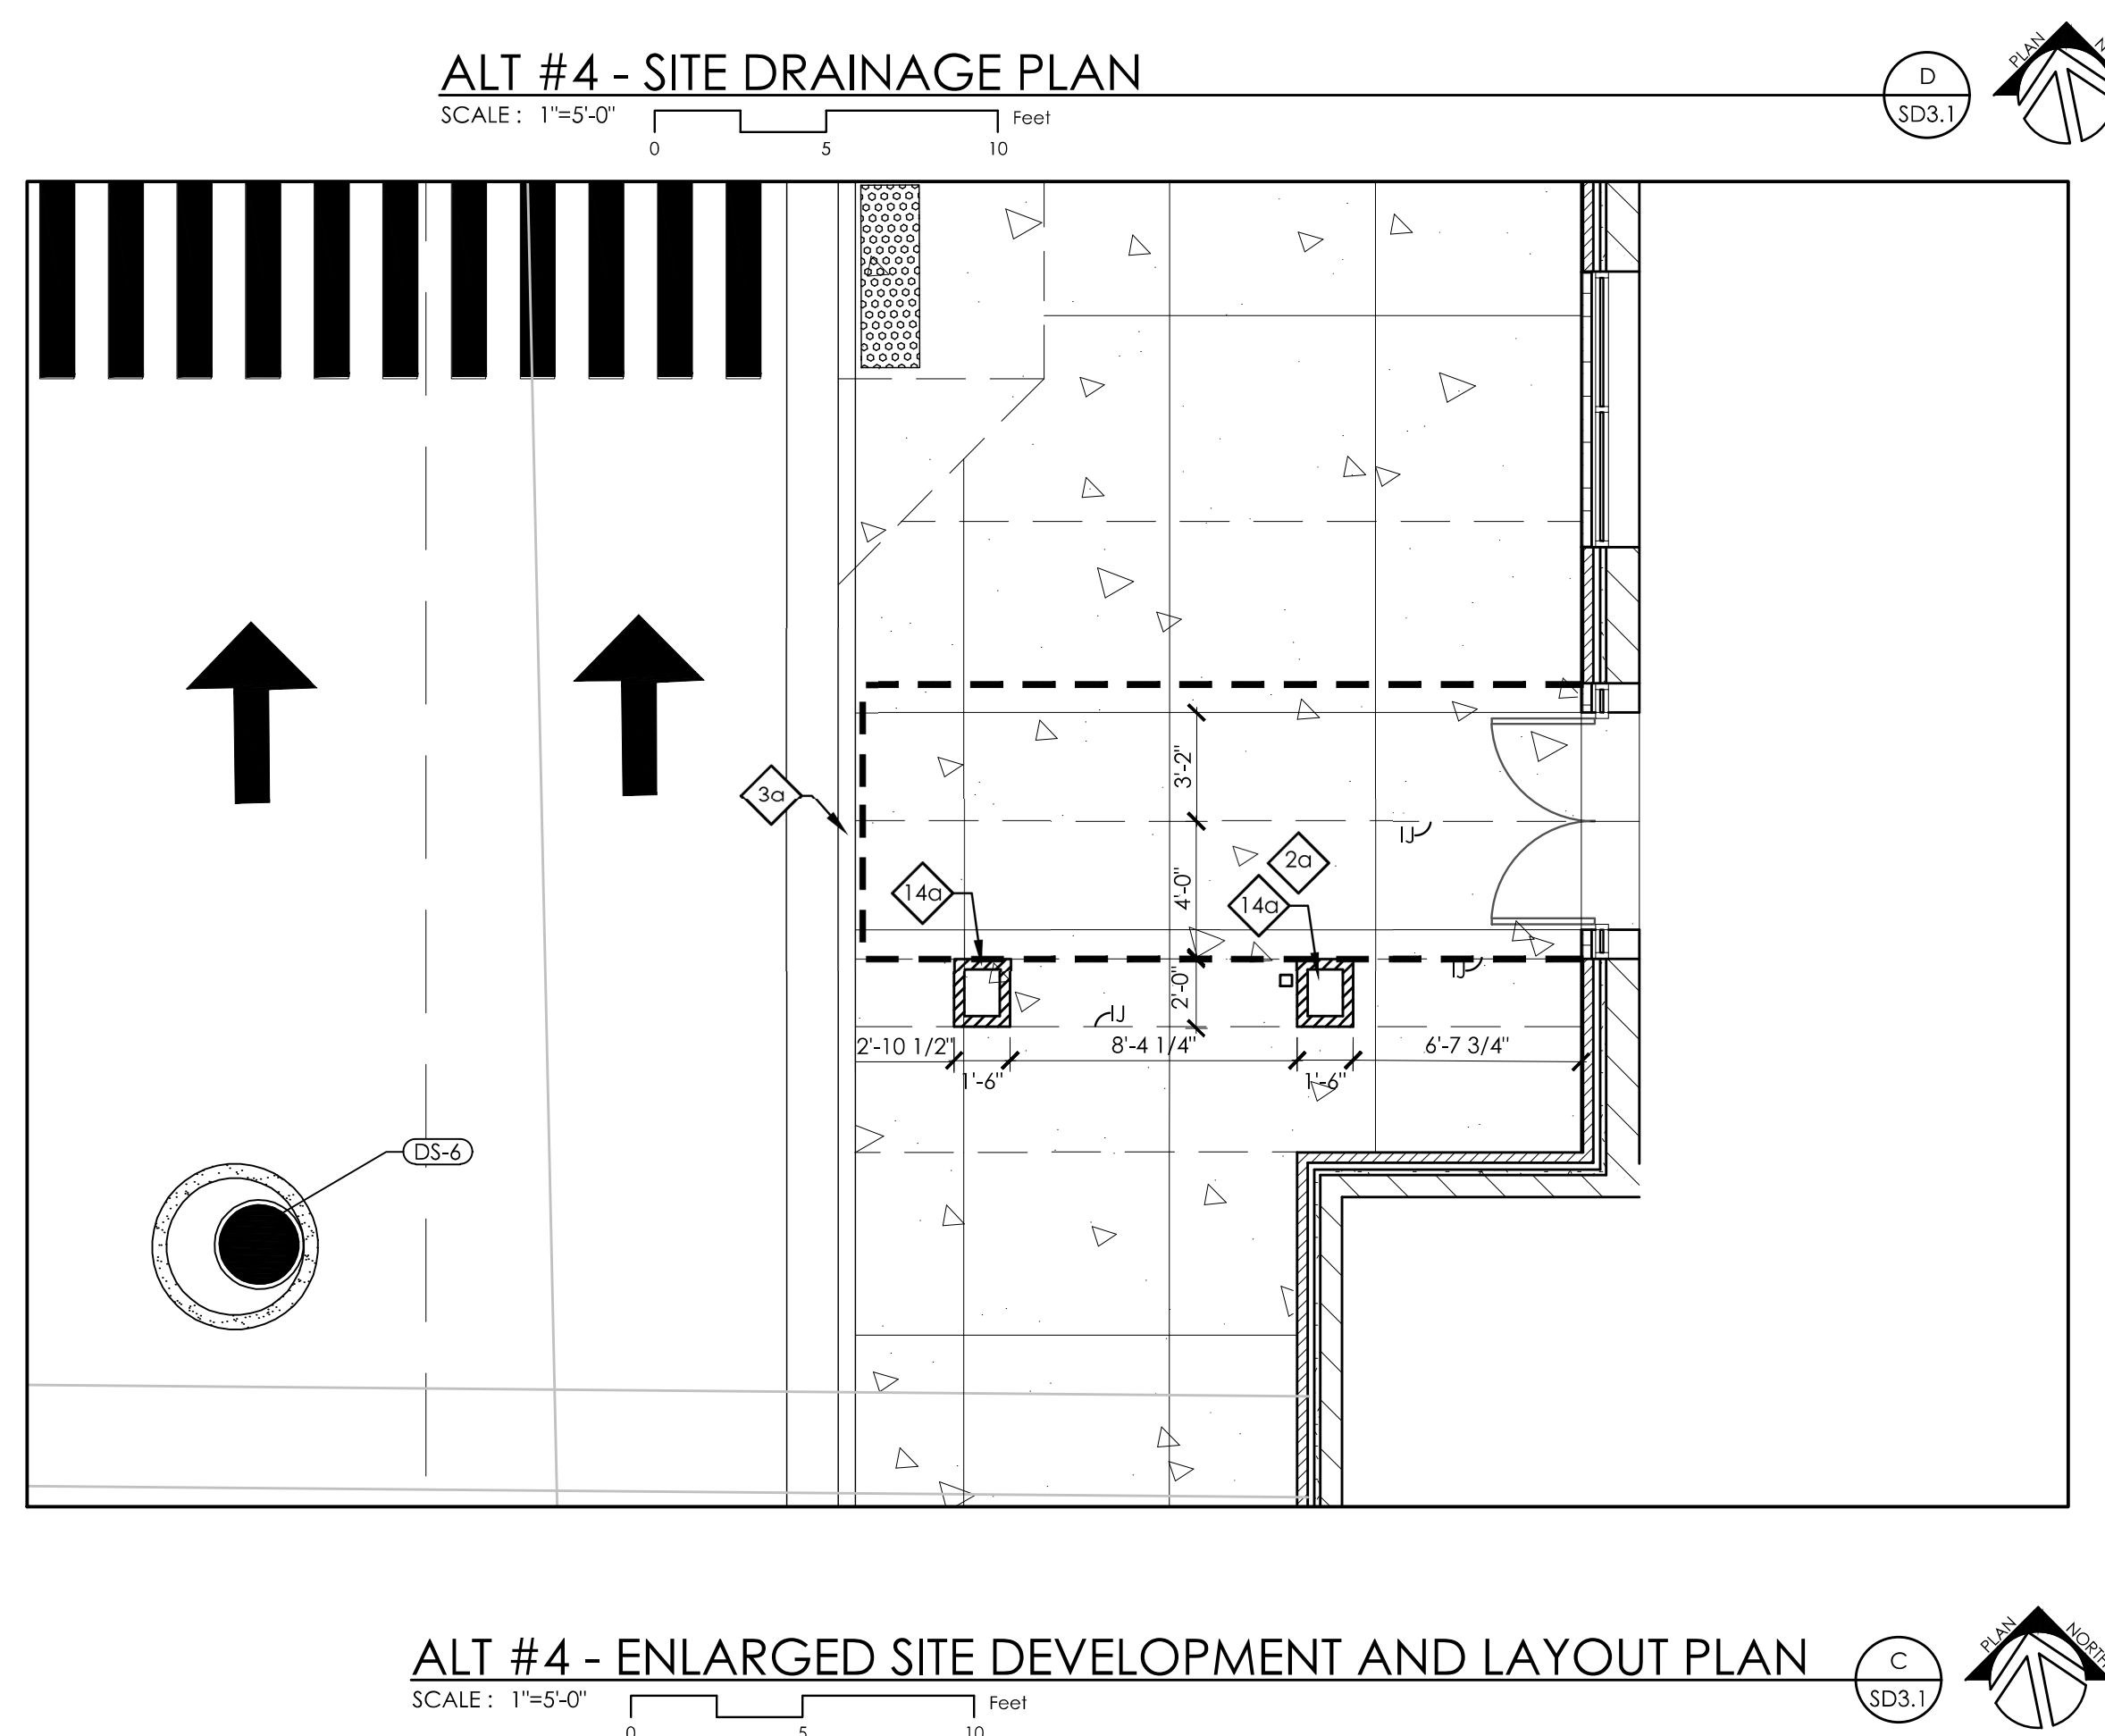 ALT #4 - SITE DRAINAGE PLAN
SCALE : 1"=5'-0"
Feet
0 5 10
D
SD3.1
PLAN
3a
3'-2"
2a
14a
14a
4'-0"
IJ
IJ
IJ
2'-0"
2'-10 1/2"
8'-4 1/4"
6'-7 3/4"
1'-6"
1'-6"
DS-6
ALT #4 - ENLARGED SITE DEVELOPMENT AND LAYOUT PLAN
SCALE : 1"=5'-0"
Feet
0 5 10
C
SD3.1
PLAN
NORTH